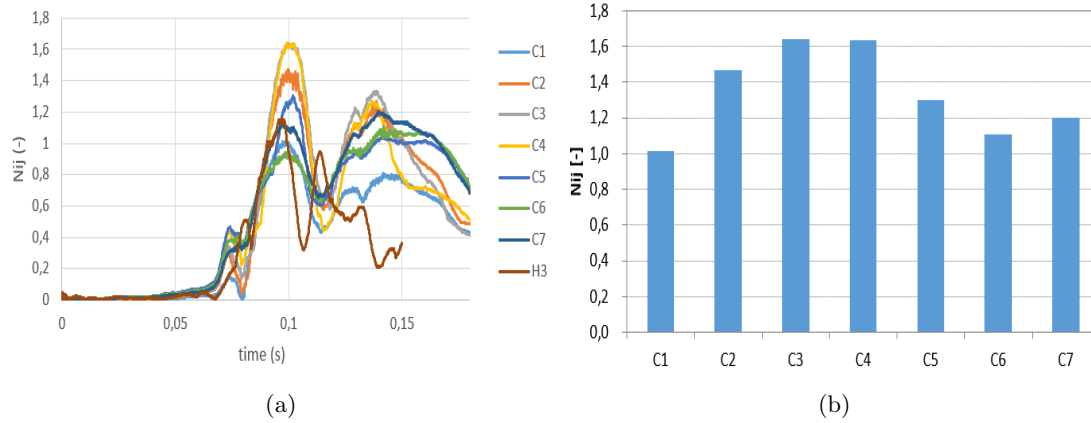 1,8
1,6
1,4
1,2
1
0,8
0,6
0,4
0,2
0
Nij (-)
0
0,05
0,1
0,15
time (s)
C1
C2
C3
C4
C5
C6
C7
H3
(a)
1,8
1,6
1,4
1,2
1,0
0,8
0,6
0,4
0,2
0,0
Nij [-]
C1
C2
C3
C4
C5
C6
C7
(b)